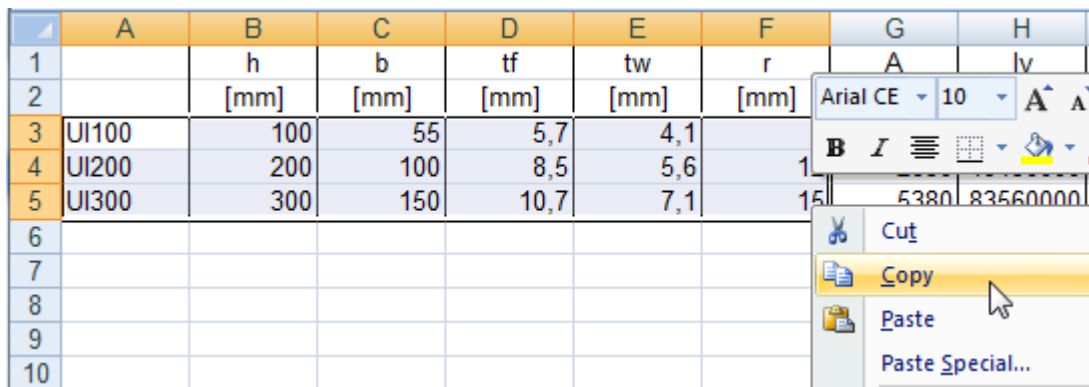 A B C D E F G H
1 h b tf tw r A Iv
2 [mm] [mm] [mm] [mm] [mm] Arial CE 10 A A
3 UI100 100 55 5,7 4,1 B I
4 UI200 200 100 8,5 5,6
5 UI300 300 150 10,7 7,1 15 5380 83560000
6 Cut
7 Copy
8 Paste
9
10 Paste Special...